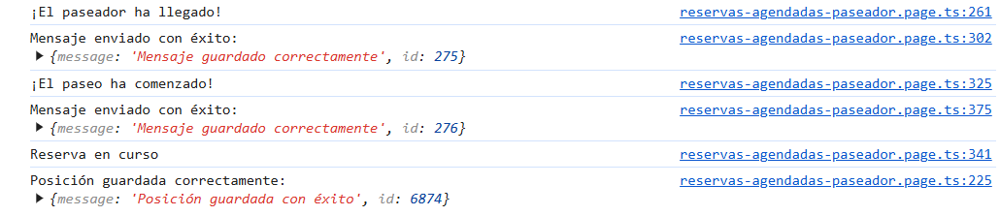 ¡El paseador ha llegado! reservas-agendadas-paseador.page.ts:261
Mensaje enviado con éxito: reservas-agendadas-paseador.page.ts:302
{message: 'Mensaje guardado correctamente', id: 275}
¡El paseo ha comenzado! reservas-agendadas-paseador.page.ts:325
Mensaje enviado con éxito: reservas-agendadas-paseador.page.ts:375
{message: 'Mensaje guardado correctamente', id: 276}
Reserva en curso reservas-agendadas-paseador.page.ts:341
Posición guardada correctamente: reservas-agendadas-paseador.page.ts:225
{message: 'Posición guardada con éxito', id: 6874}